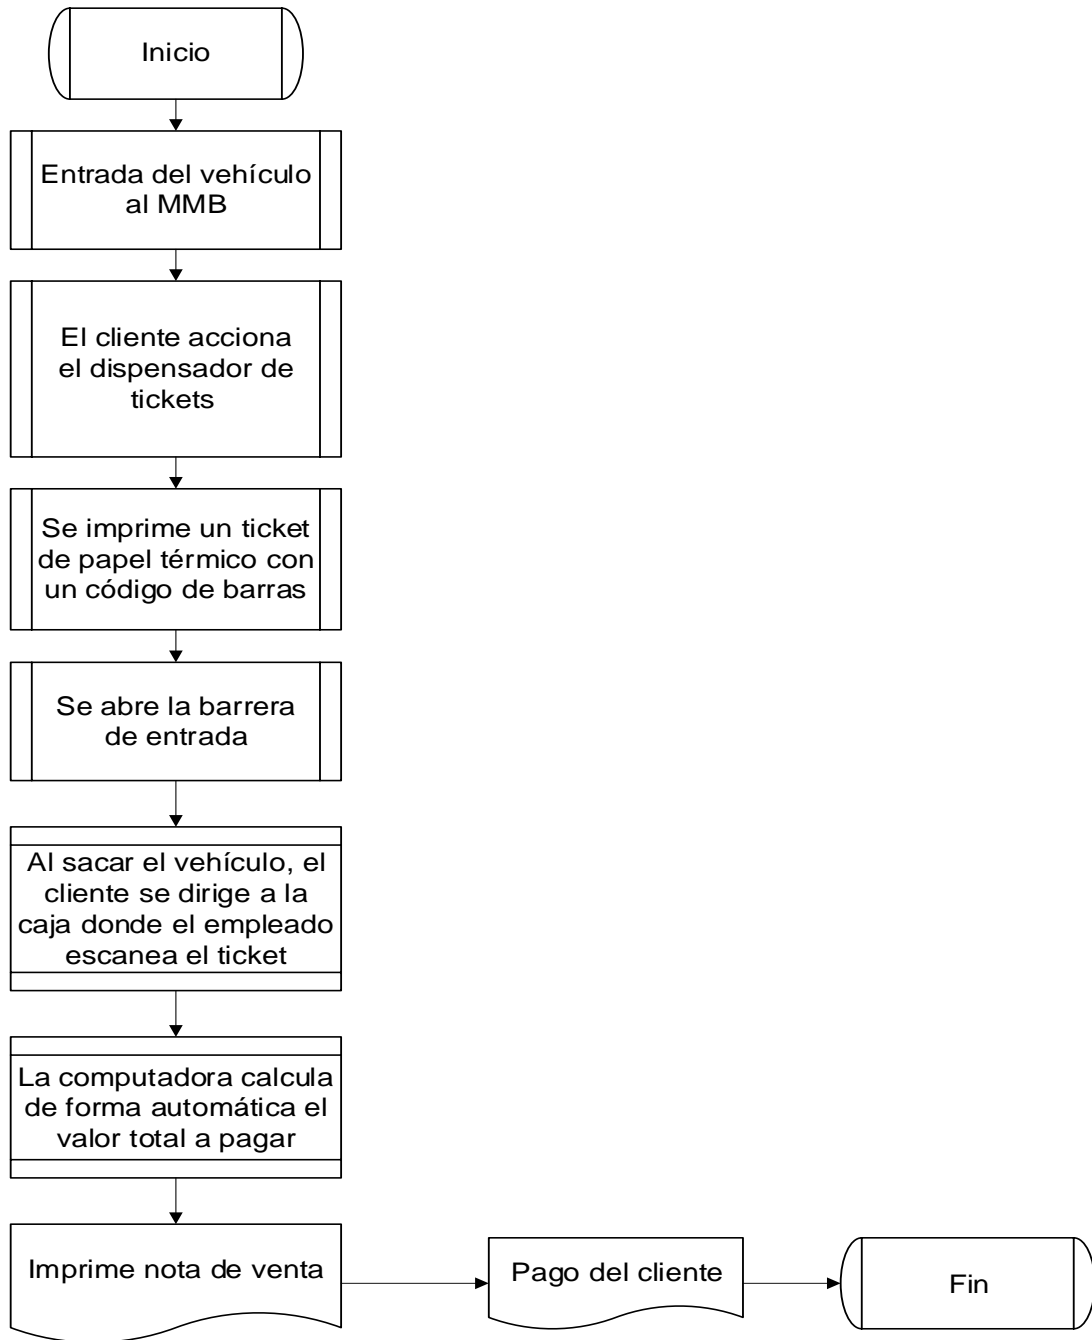 Inicio
Entrada del vehículo
al MMB
El cliente acciona
el dispensador de
tickets
Se imprime un ticket
de papel térmico con
un código de barras
Se abre la barrera
de entrada
Al sacar el vehículo, el
cliente se dirige a la
caja donde el empleado
escanea el ticket
La computadora calcula
de forma automática el
valor total a pagar
Imprime nota de venta
Pago del cliente
Fin